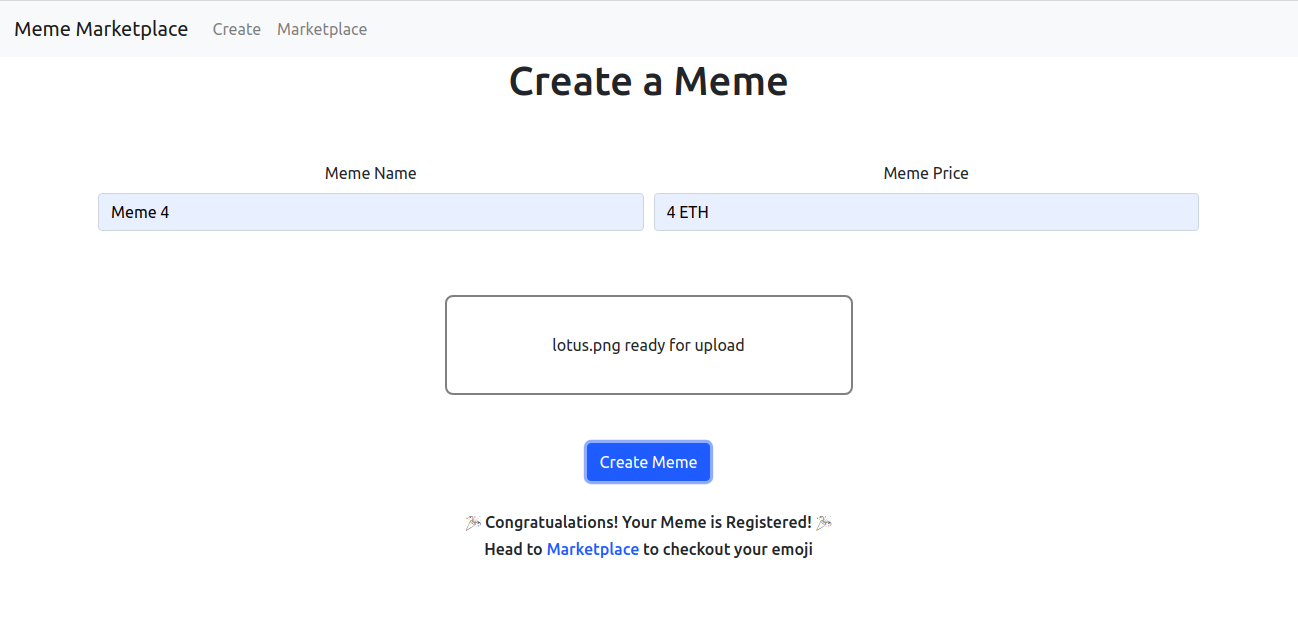 Meme Marketplace Create Marketplace
Create a Meme
Meme Name Meme Price
Meme 4 4 ETH
lotus.png ready for upload
Create Meme
🎉 Congratualations! Your Meme is Registered! 🎉
Head to Marketplace to checkout your emoji